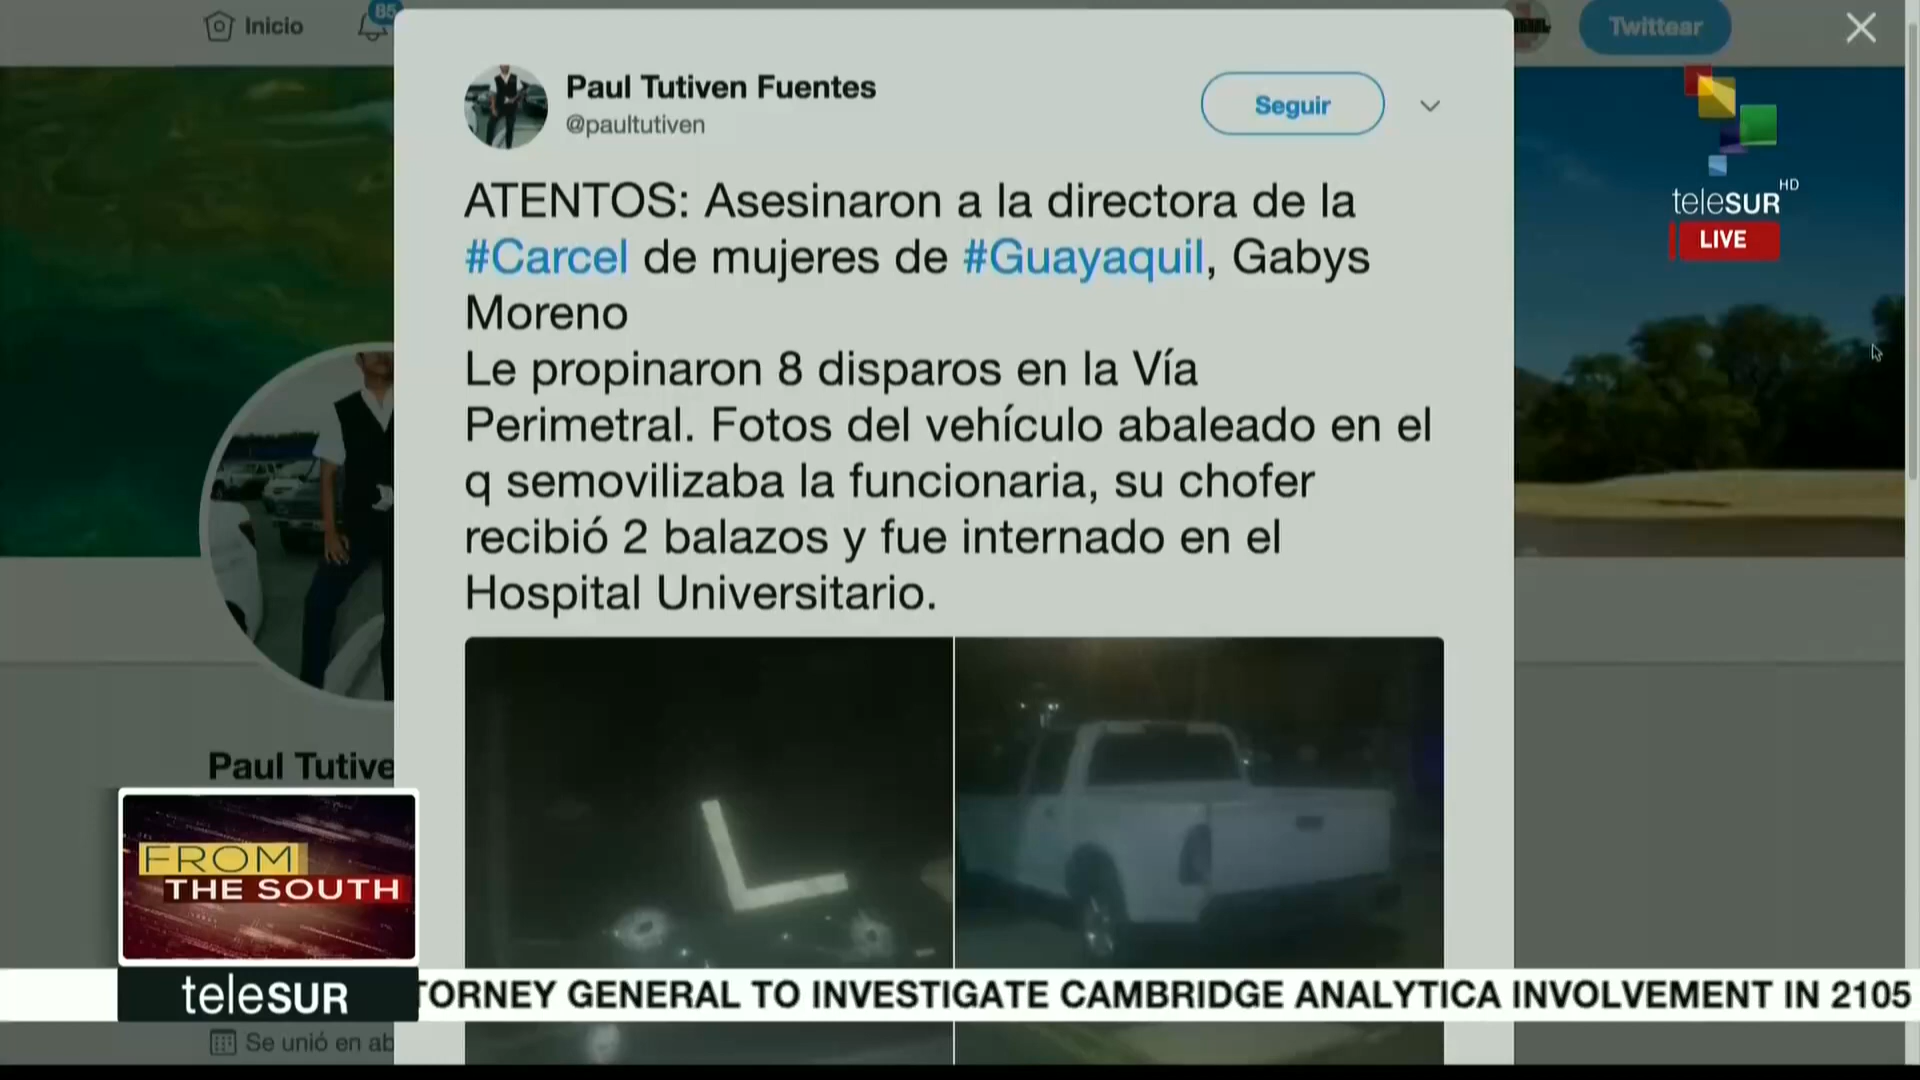 Inicio
85
Twittear
Paul Tutiven Fuentes
@paultutiven
Seguir
ATENTOS: Asesinaron a la directora de la
#Carcel de mujeres de #Guayaquil, Gabys
Moreno
Le propinaron 8 disparos en la Vía
Perimetral. Fotos del vehículo abaleado en el
q semovilizaba la funcionaria, su chofer
recibió 2 balazos y fue internado en el
Hospital Universitario.
teleSUR HD
LIVE
Paul Tutive
FROM
THE SOUTH
teleSUR
TORNEY GENERAL TO INVESTIGATE CAMBRIDGE ANALYTICA INVOLVEMENT IN 2105
Se unió en ab